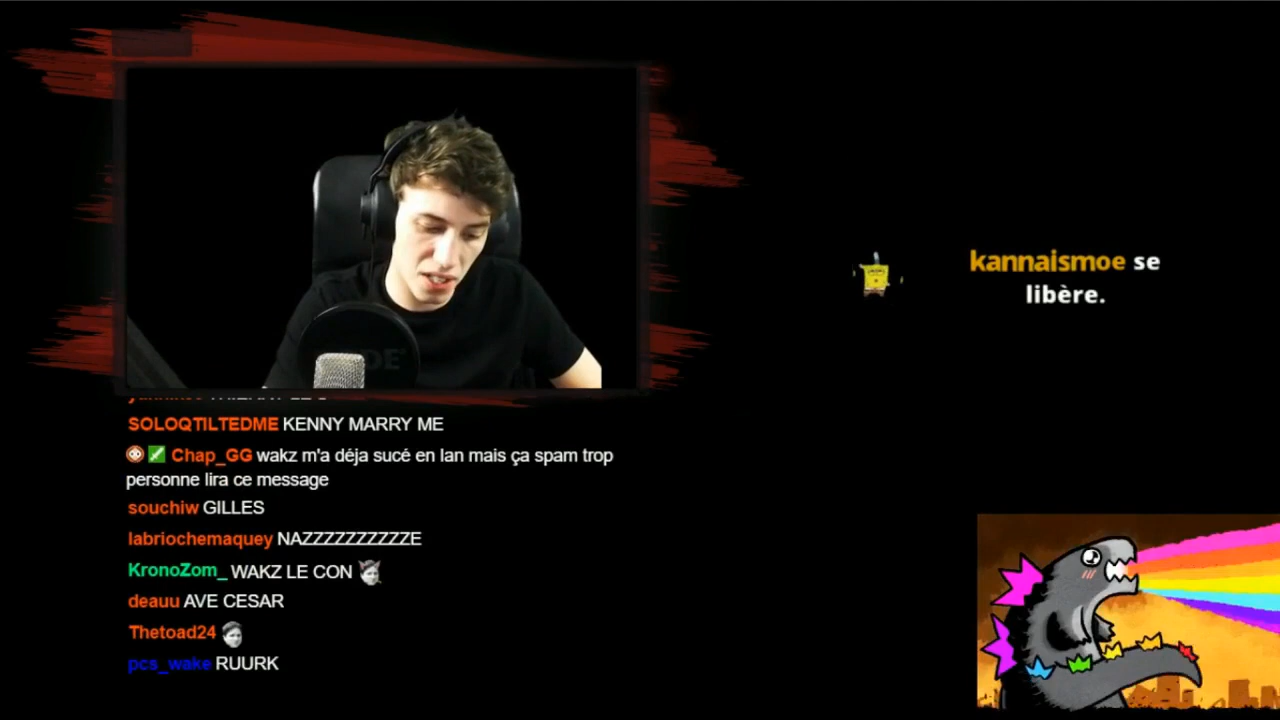 kannaismoe se
libère.
SOLOQTILTEDME KENNY MARRY ME
Chap_GG wakz m'a déja sucé en lan mais ça spam trop
personne lira ce message
souchiw GILLES
labriochemaquey NAZZZZZZZZZZE
KronoZom_ WAKZ LE CON
deauu AVE CESAR
Thetoad24
pcs_wake RUURK